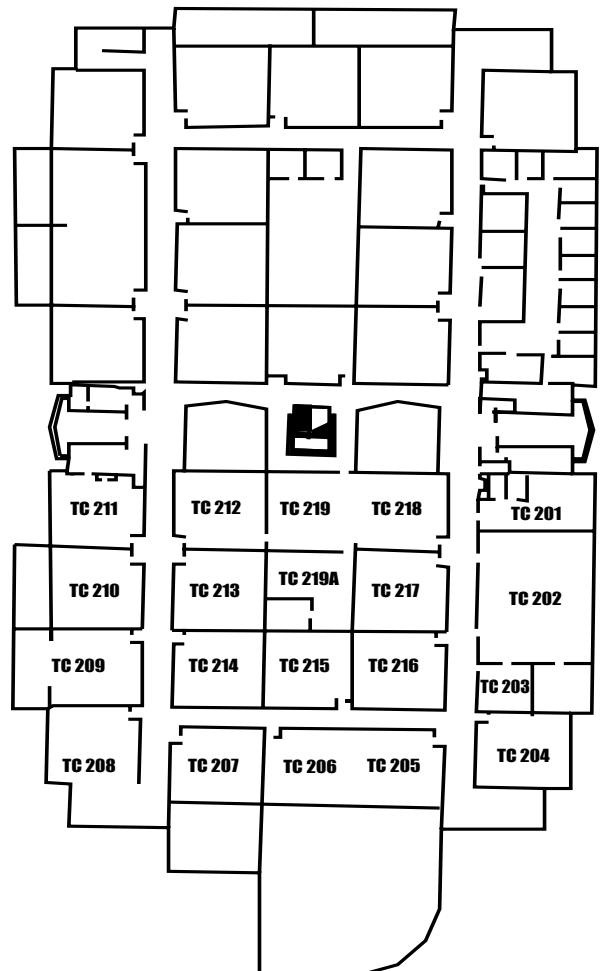 TC 211
TC 212
TC 219
TC 218
TC 201
TC 210
TC 213
TC 219A
TC 217
TC 202
TC 209
TC 214
TC 215
TC 216
TC 203
TC 208
TC 207
TC 206
TC 205
TC 204